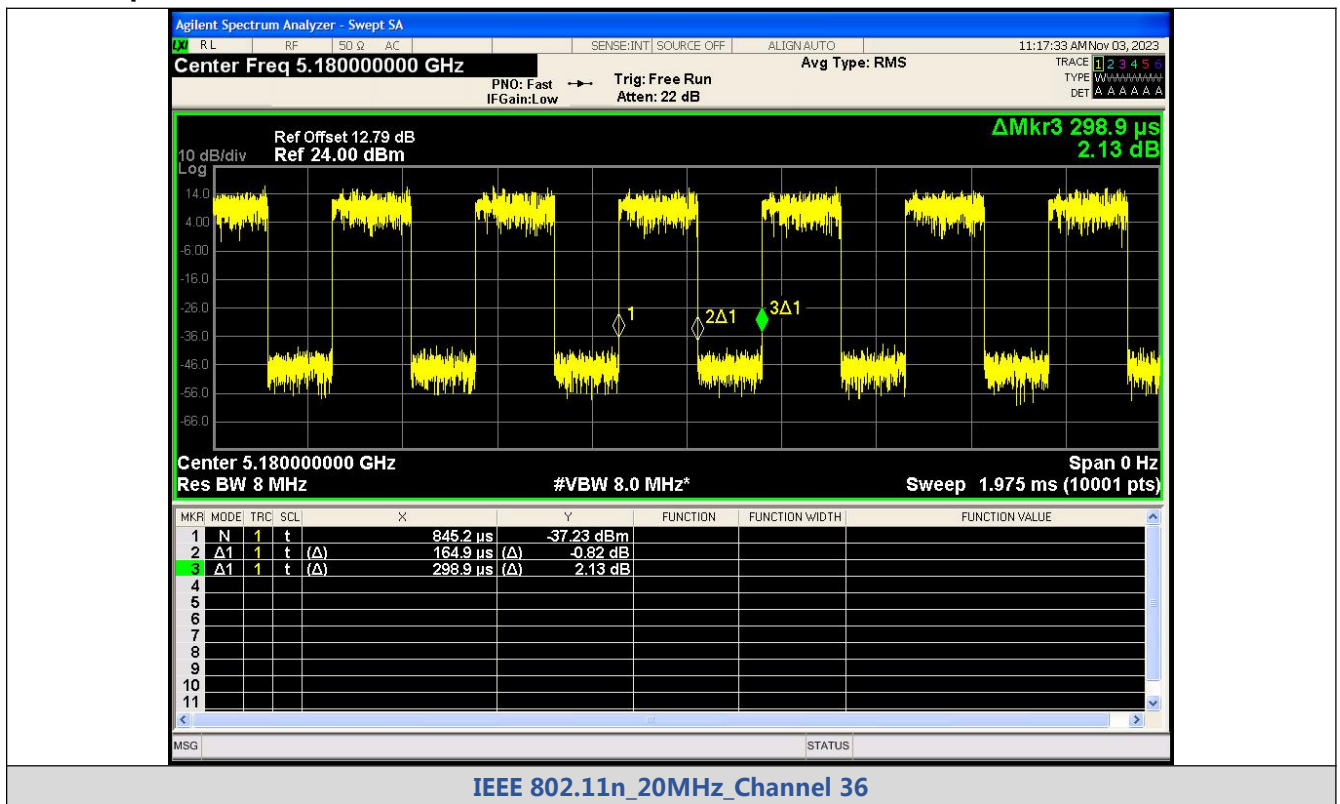 Agilent Spectrum Analyzer - Swept SA
LXI RL RF 50 Ω AC SENSE:INT SOURCE OFF ALIGN AUTO 11:17:33 AM Nov 03, 2023
Center Freq 5.180000000 GHz
PNO: Fast
IFGain:Low
Trig: Free Run
Atten: 22 dB
Avg Type: RMS
TRACE 1 2 3 4 5 6
TYPE WWWWWW
DET A A A A A A
ΔMkr3 298.9 µs
2.13 dB
Ref Offset 12.79 dB
10 dB/div Ref 24.00 dBm
Log
14.0
4.00
-6.00
-16.0
-26.0
-36.0
-46.0
-56.0
-66.0
1
2Δ1
3Δ1
Center 5.180000000 GHz Span 0 Hz
Res BW 8 MHz #VBW 8.0 MHz* Sweep 1.975 ms (10001 pts)
MKR MODE TRC SCL X Y FUNCTION FUNCTION WIDTH FUNCTION VALUE
1 N 1 t 845.2 µs -37.23 dBm
2 Δ1 1 t (Δ) 164.9 µs (Δ) -0.82 dB
3 Δ1 1 t (Δ) 298.9 µs (Δ) 2.13 dB
4
5
6
7
8
9
10
11
MSG STATUS
IEEE 802.11n_20MHz_Channel 36